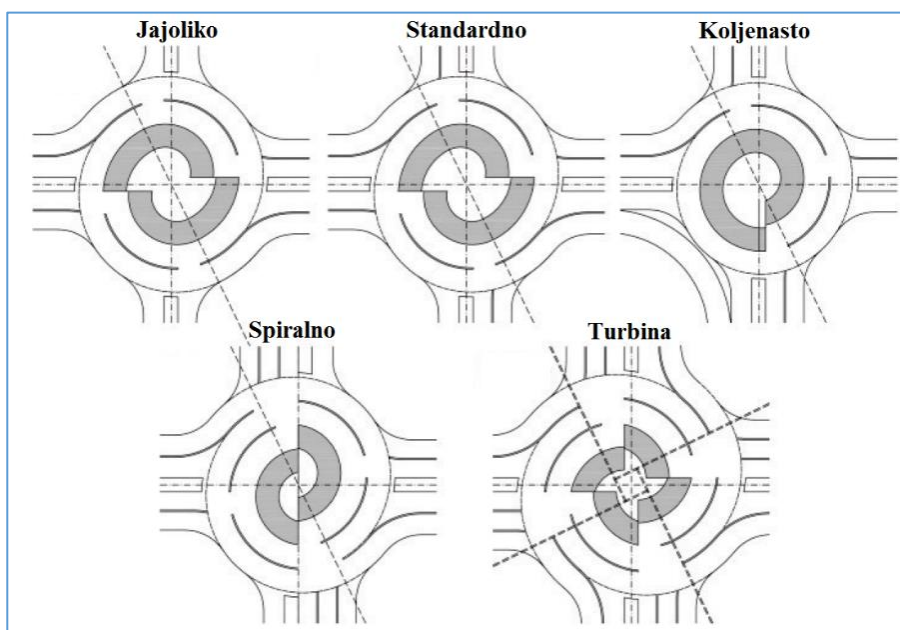 Jajoliko
Standardno
Koljenasto
Spiralno
Turbina